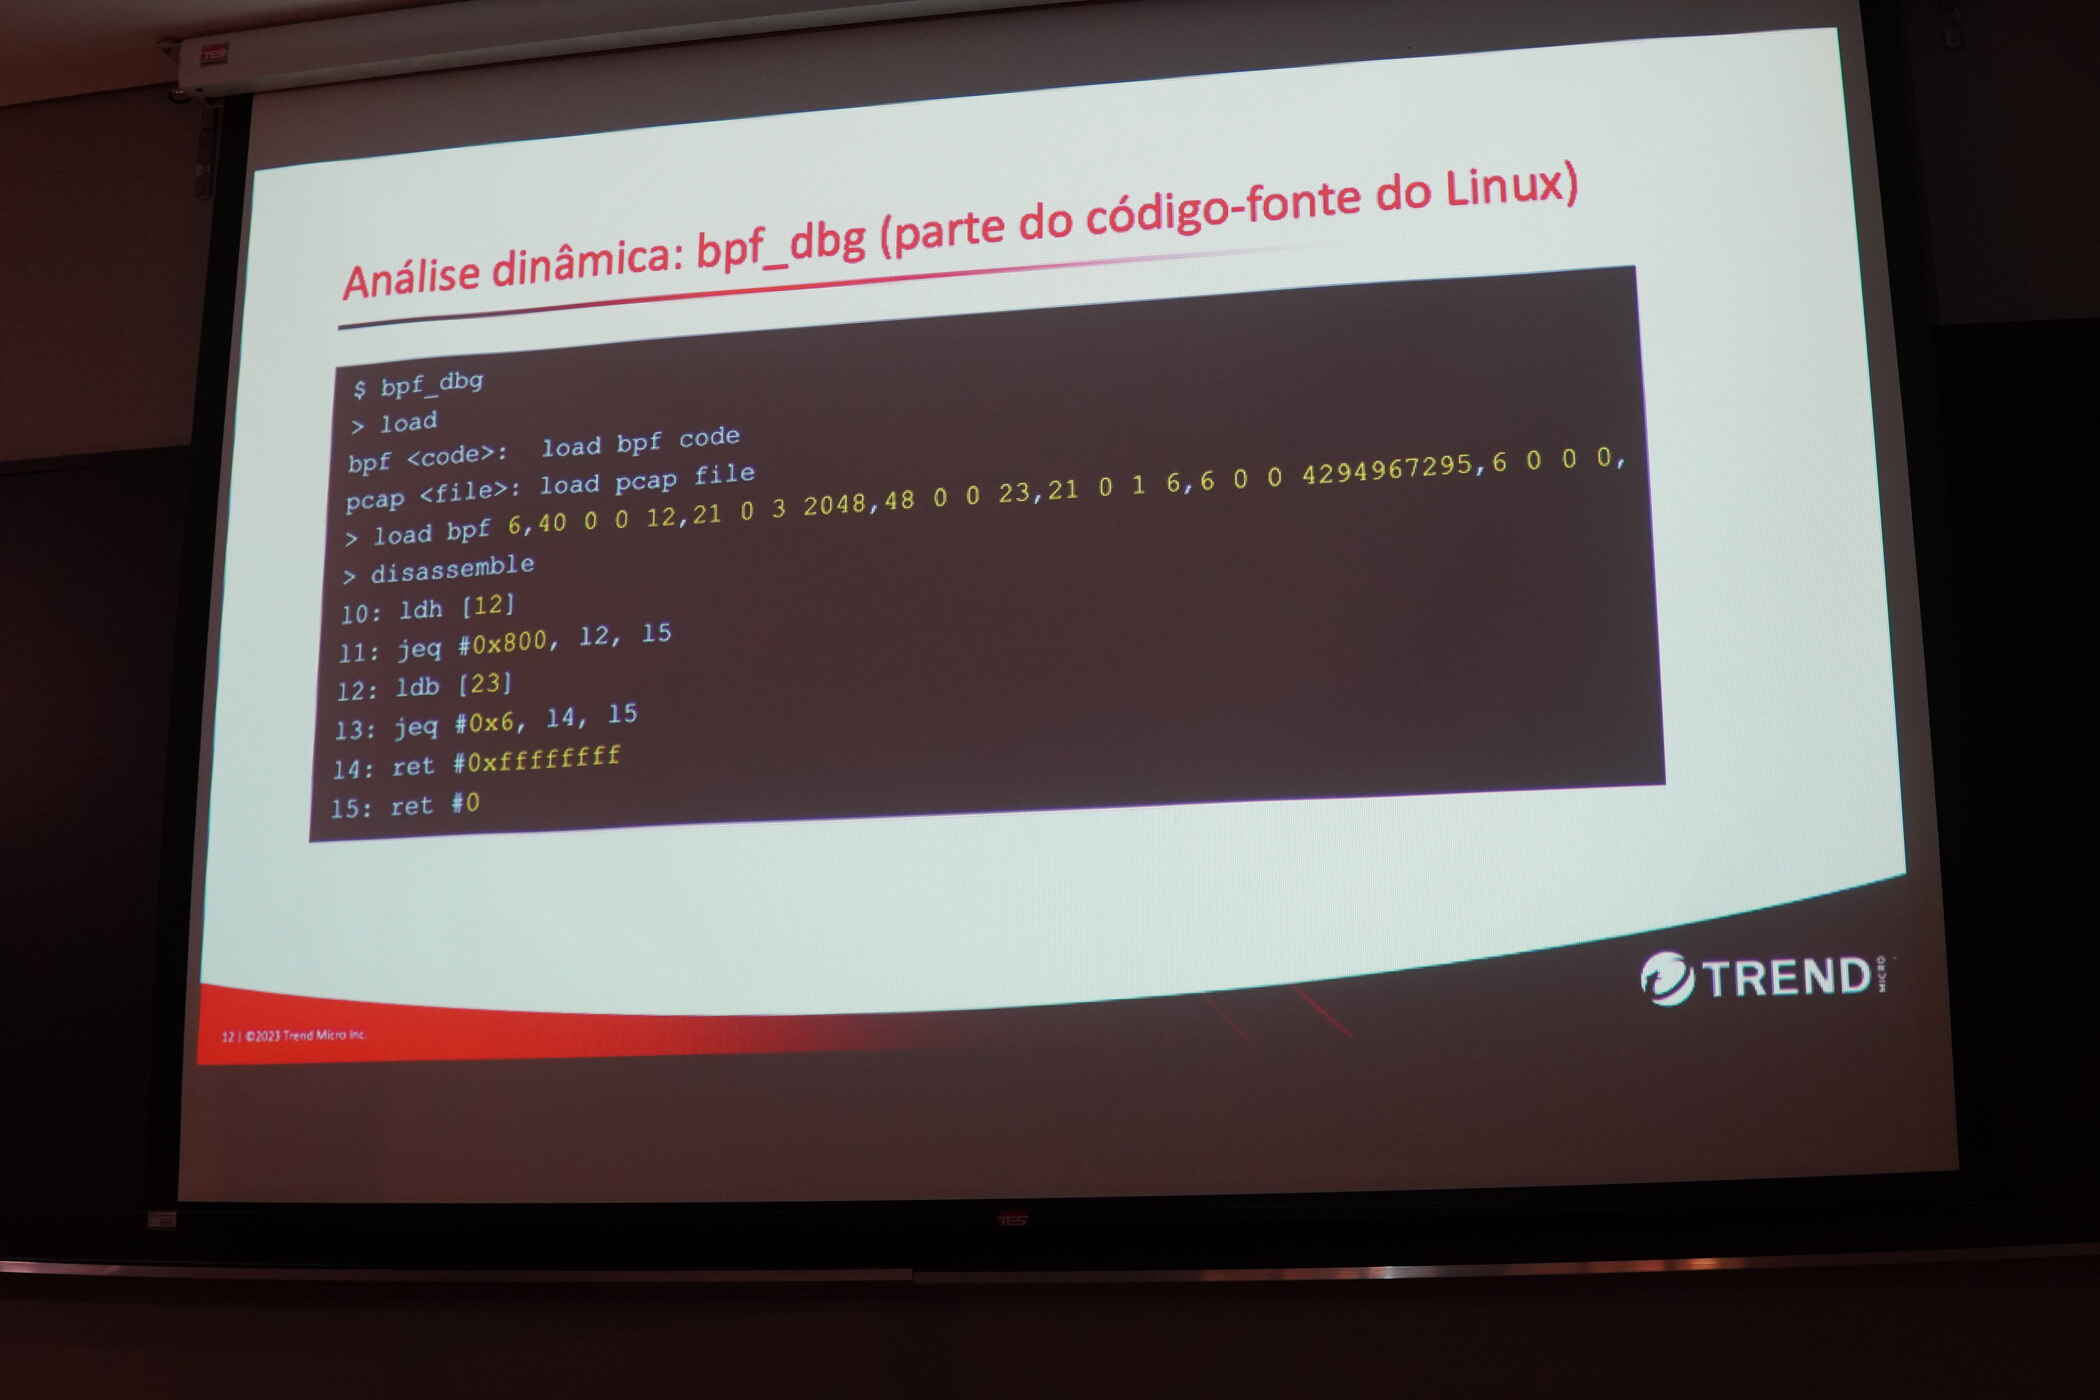 TES
Análise dinâmica: bpf_dbg (parte do código-fonte do Linux)
$ bpf_dbg
> load
bpf <code>:  load bpf code
pcap <file>: load pcap file
> load bpf 6,40 0 0 12,21 0 3 2048,48 0 0 23,21 0 1 6,6 0 0 4294967295,6 0 0 0,
> disassemble
l0: ldh [12]
l1: jeq #0x800, l2, l5
l2: ldb [23]
l3: jeq #0x6, l4, l5
l4: ret #0xffffffff
l5: ret #0
TREND MICRO
12 | ©2023 Trend Micro Inc.
TES